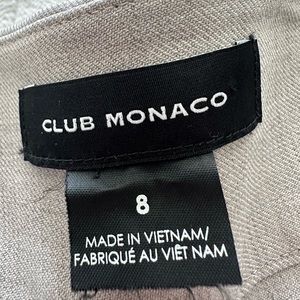 CLUB MONACO
8
MADE IN VIETNAM/
FABRIQUÉ AU VIÊT NAM